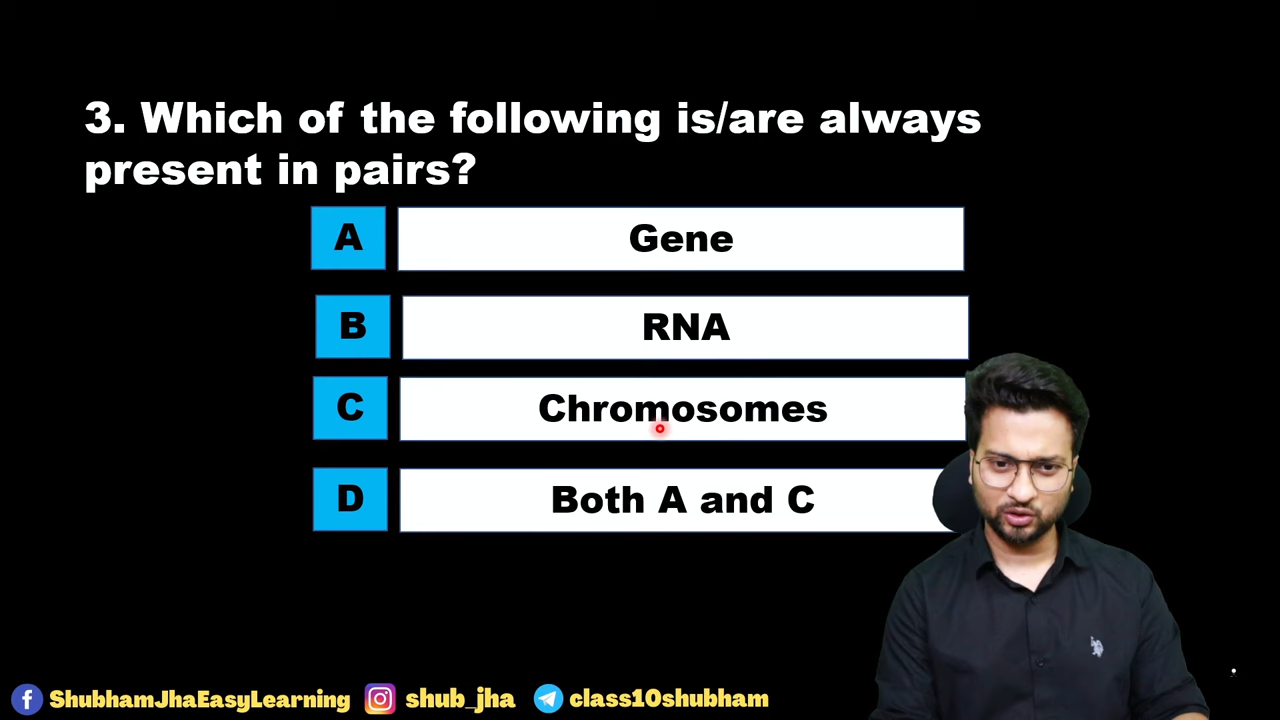 3. Which of the following is/are always
present in pairs?
A Gene
B RNA
C Chromosomes
D Both A and C
ShubhamJhaEasyLearning shub_jha class10shubham